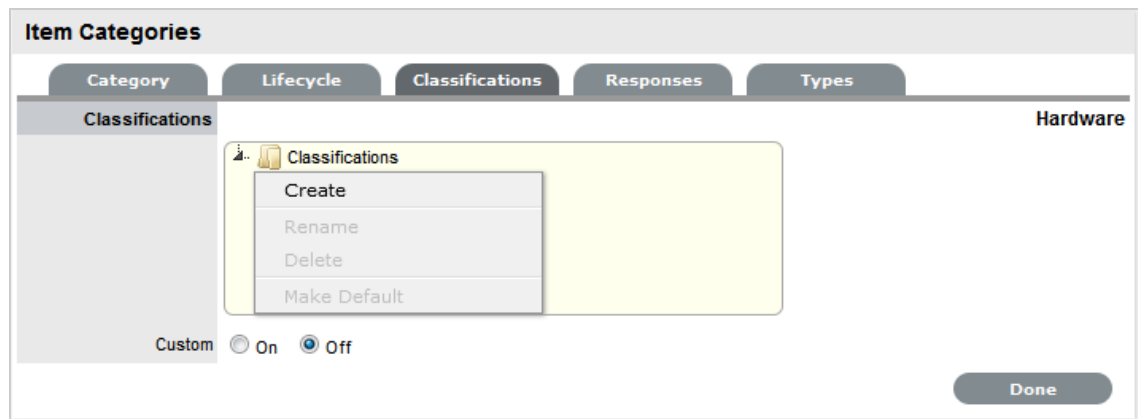 Item Categories
Category Lifecycle Classifications Responses Types
Classifications Hardware
Classifications
Create
Rename
Delete
Make Default
Custom On Off
Done